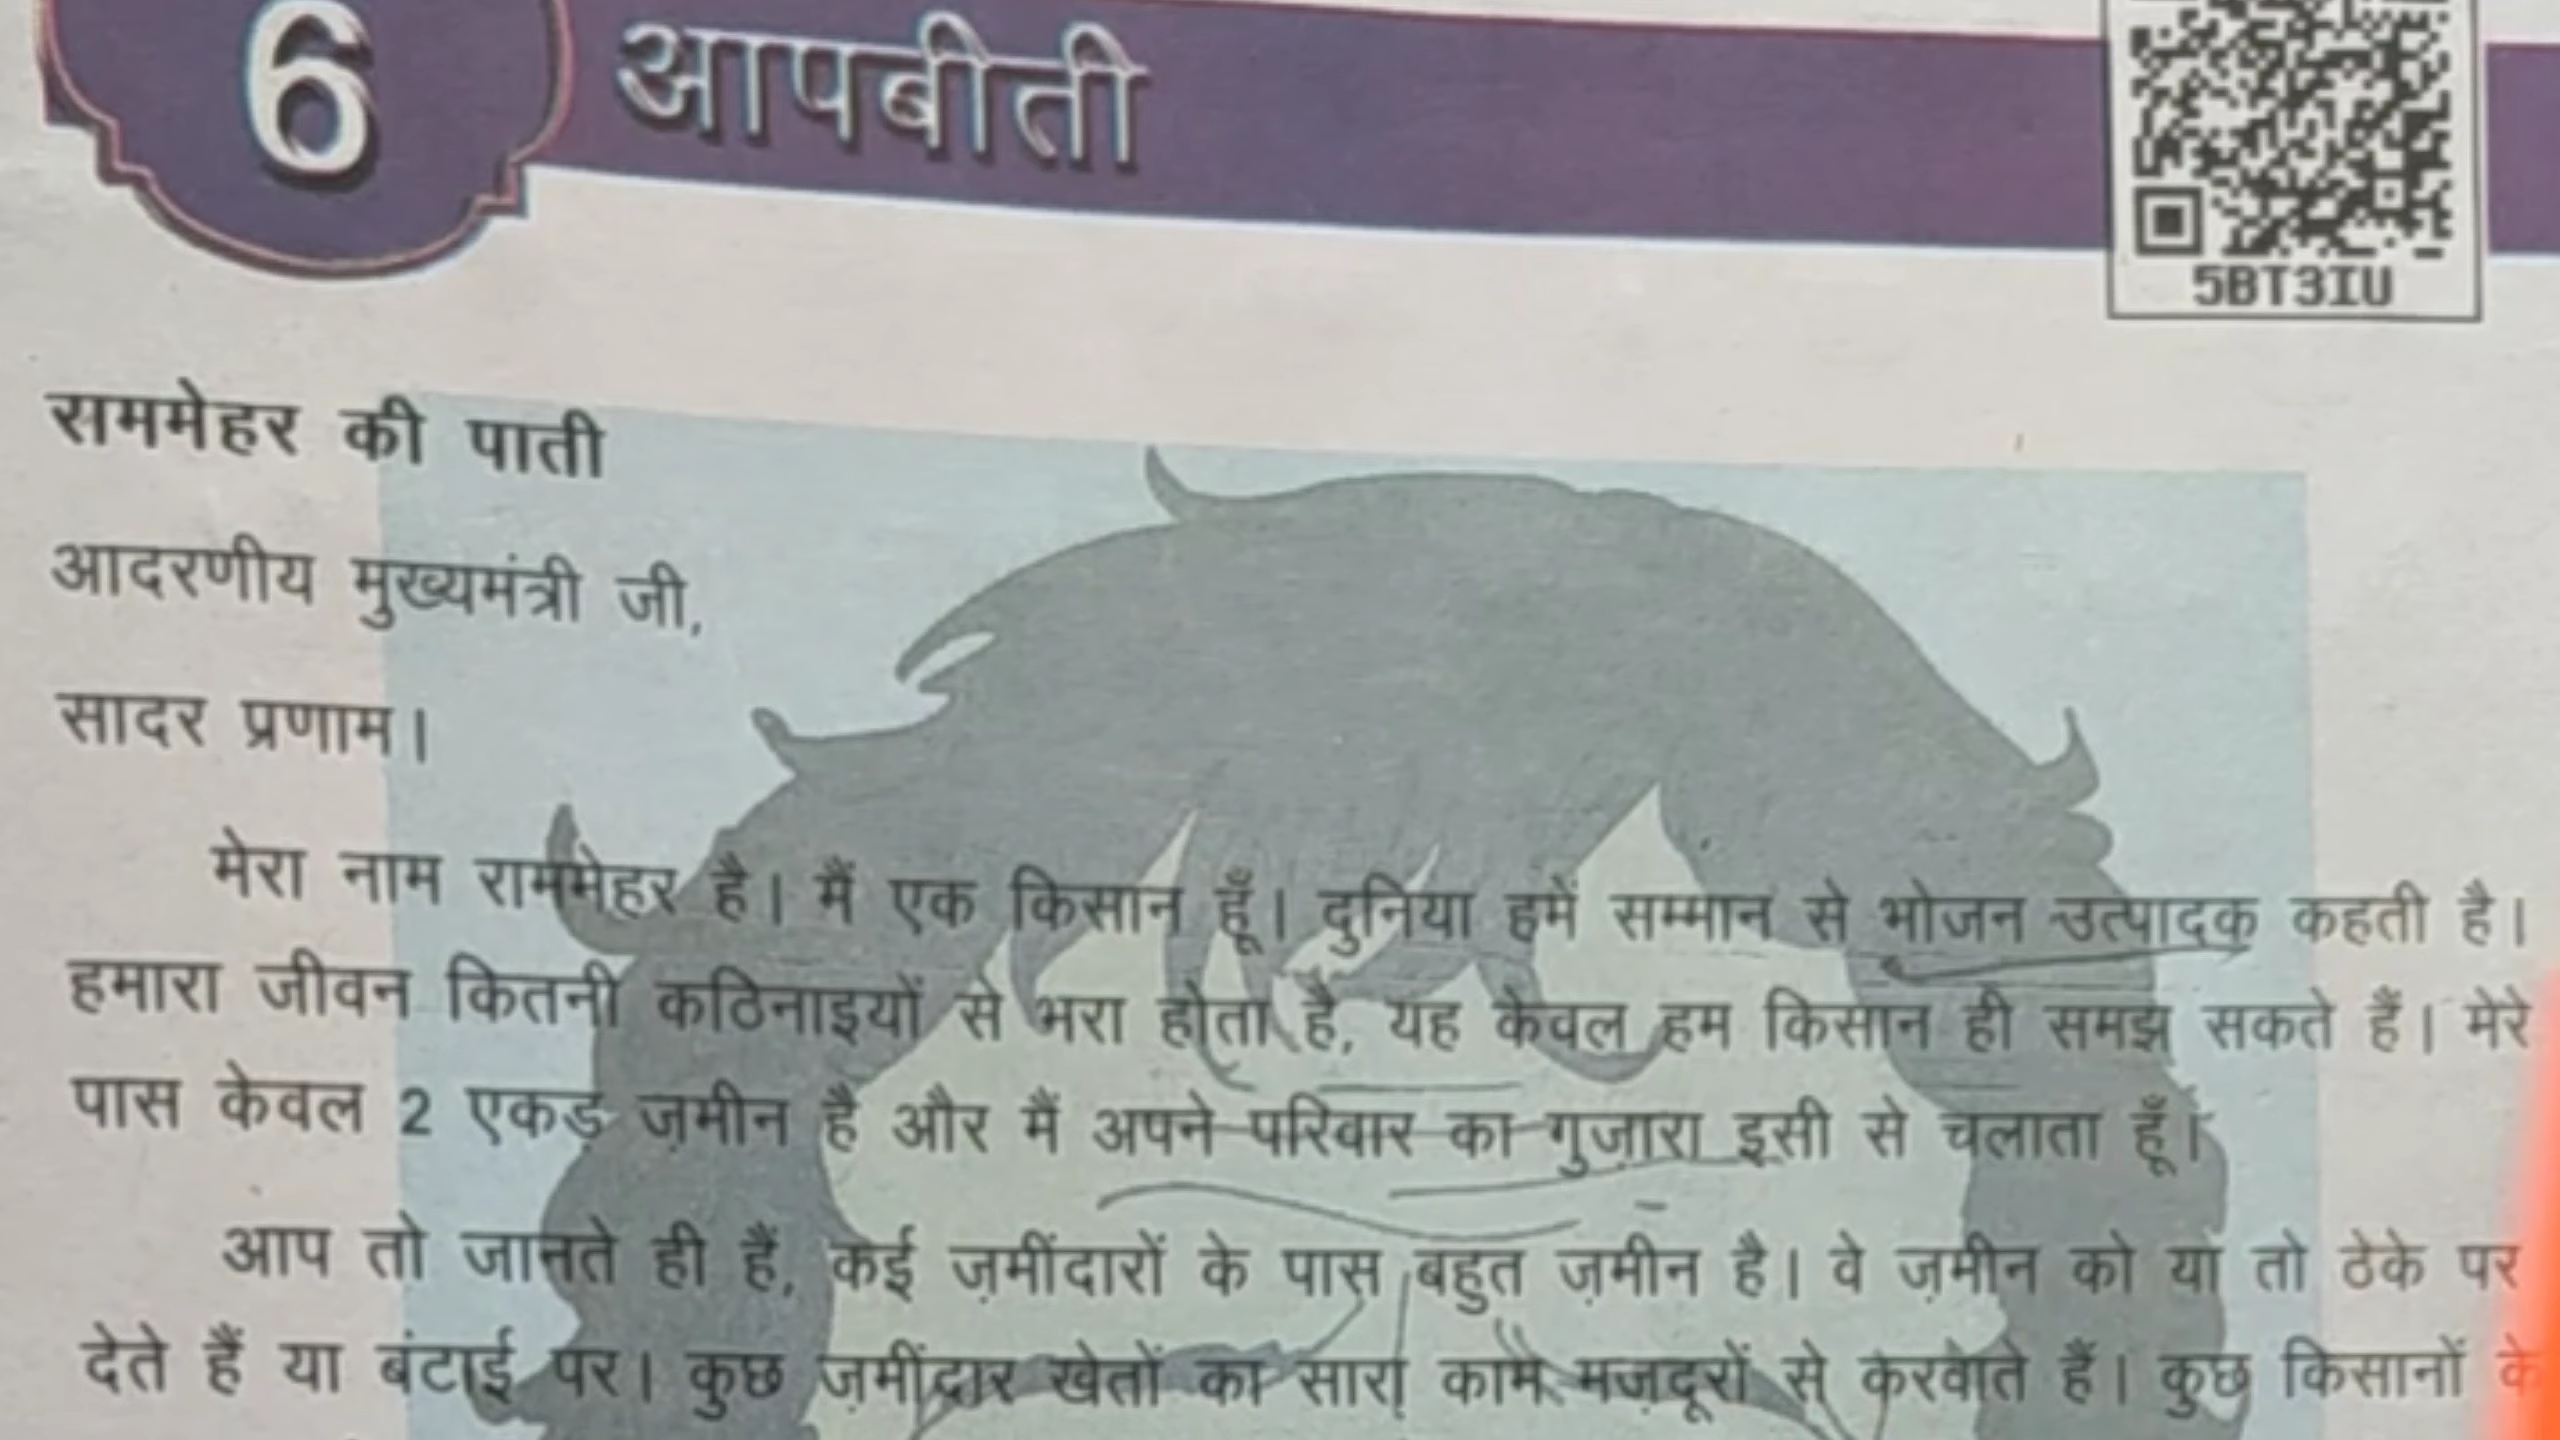 6 आपबीती
5BT3IU
सममेहर की पाती
आदरणीय मुख्यमंत्री जी,
सादर प्रणाम।
मेरा नाम राममेहर है। मैं एक किसान हूँ। दुनिया हमें सम्मान से भोजन उत्पादक कहती है।
हमारा जीवन कितनी कठिनाइयों से भरा होता है, यह केवल हम किसान ही समझ सकते हैं। मेरे
पास केवल 2 एकड़ ज़मीन है और मैं अपने परिवार का गुज़ारा इसी से चलाता हूँ।
आप तो जानते ही हैं, कई ज़मींदारों के पास बहुत ज़मीन है। वे ज़मीन को या तो ठेके पर
देते हैं या बंटाई पर। कुछ ज़मींदार खेतों का सारा काम मज़दूरों से करवाते हैं। कुछ किसानों के